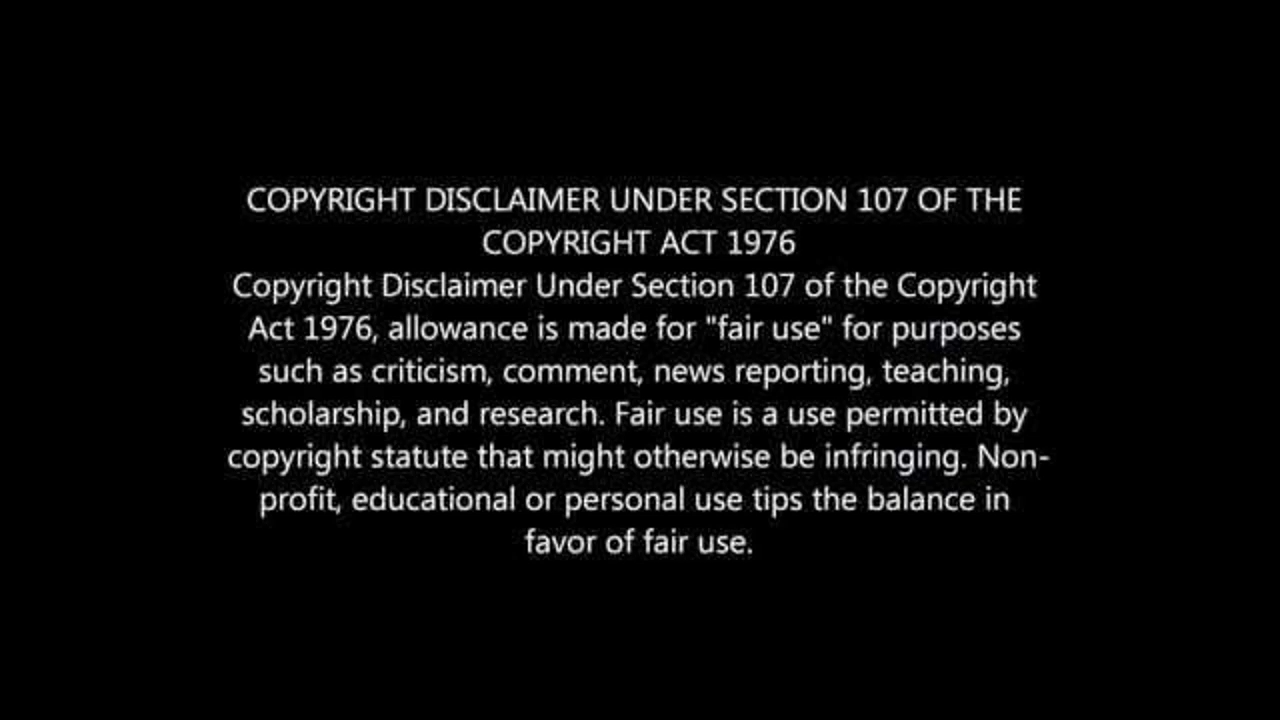 COPYRIGHT DISCLAIMER UNDER SECTION 107 OF THE
COPYRIGHT ACT 1976
Copyright Disclaimer Under Section 107 of the Copyright
Act 1976, allowance is made for "fair use" for purposes
such as criticism, comment, news reporting, teaching,
scholarship, and research. Fair use is a use permitted by
copyright statute that might otherwise be infringing. Non-
profit, educational or personal use tips the balance in
favor of fair use.